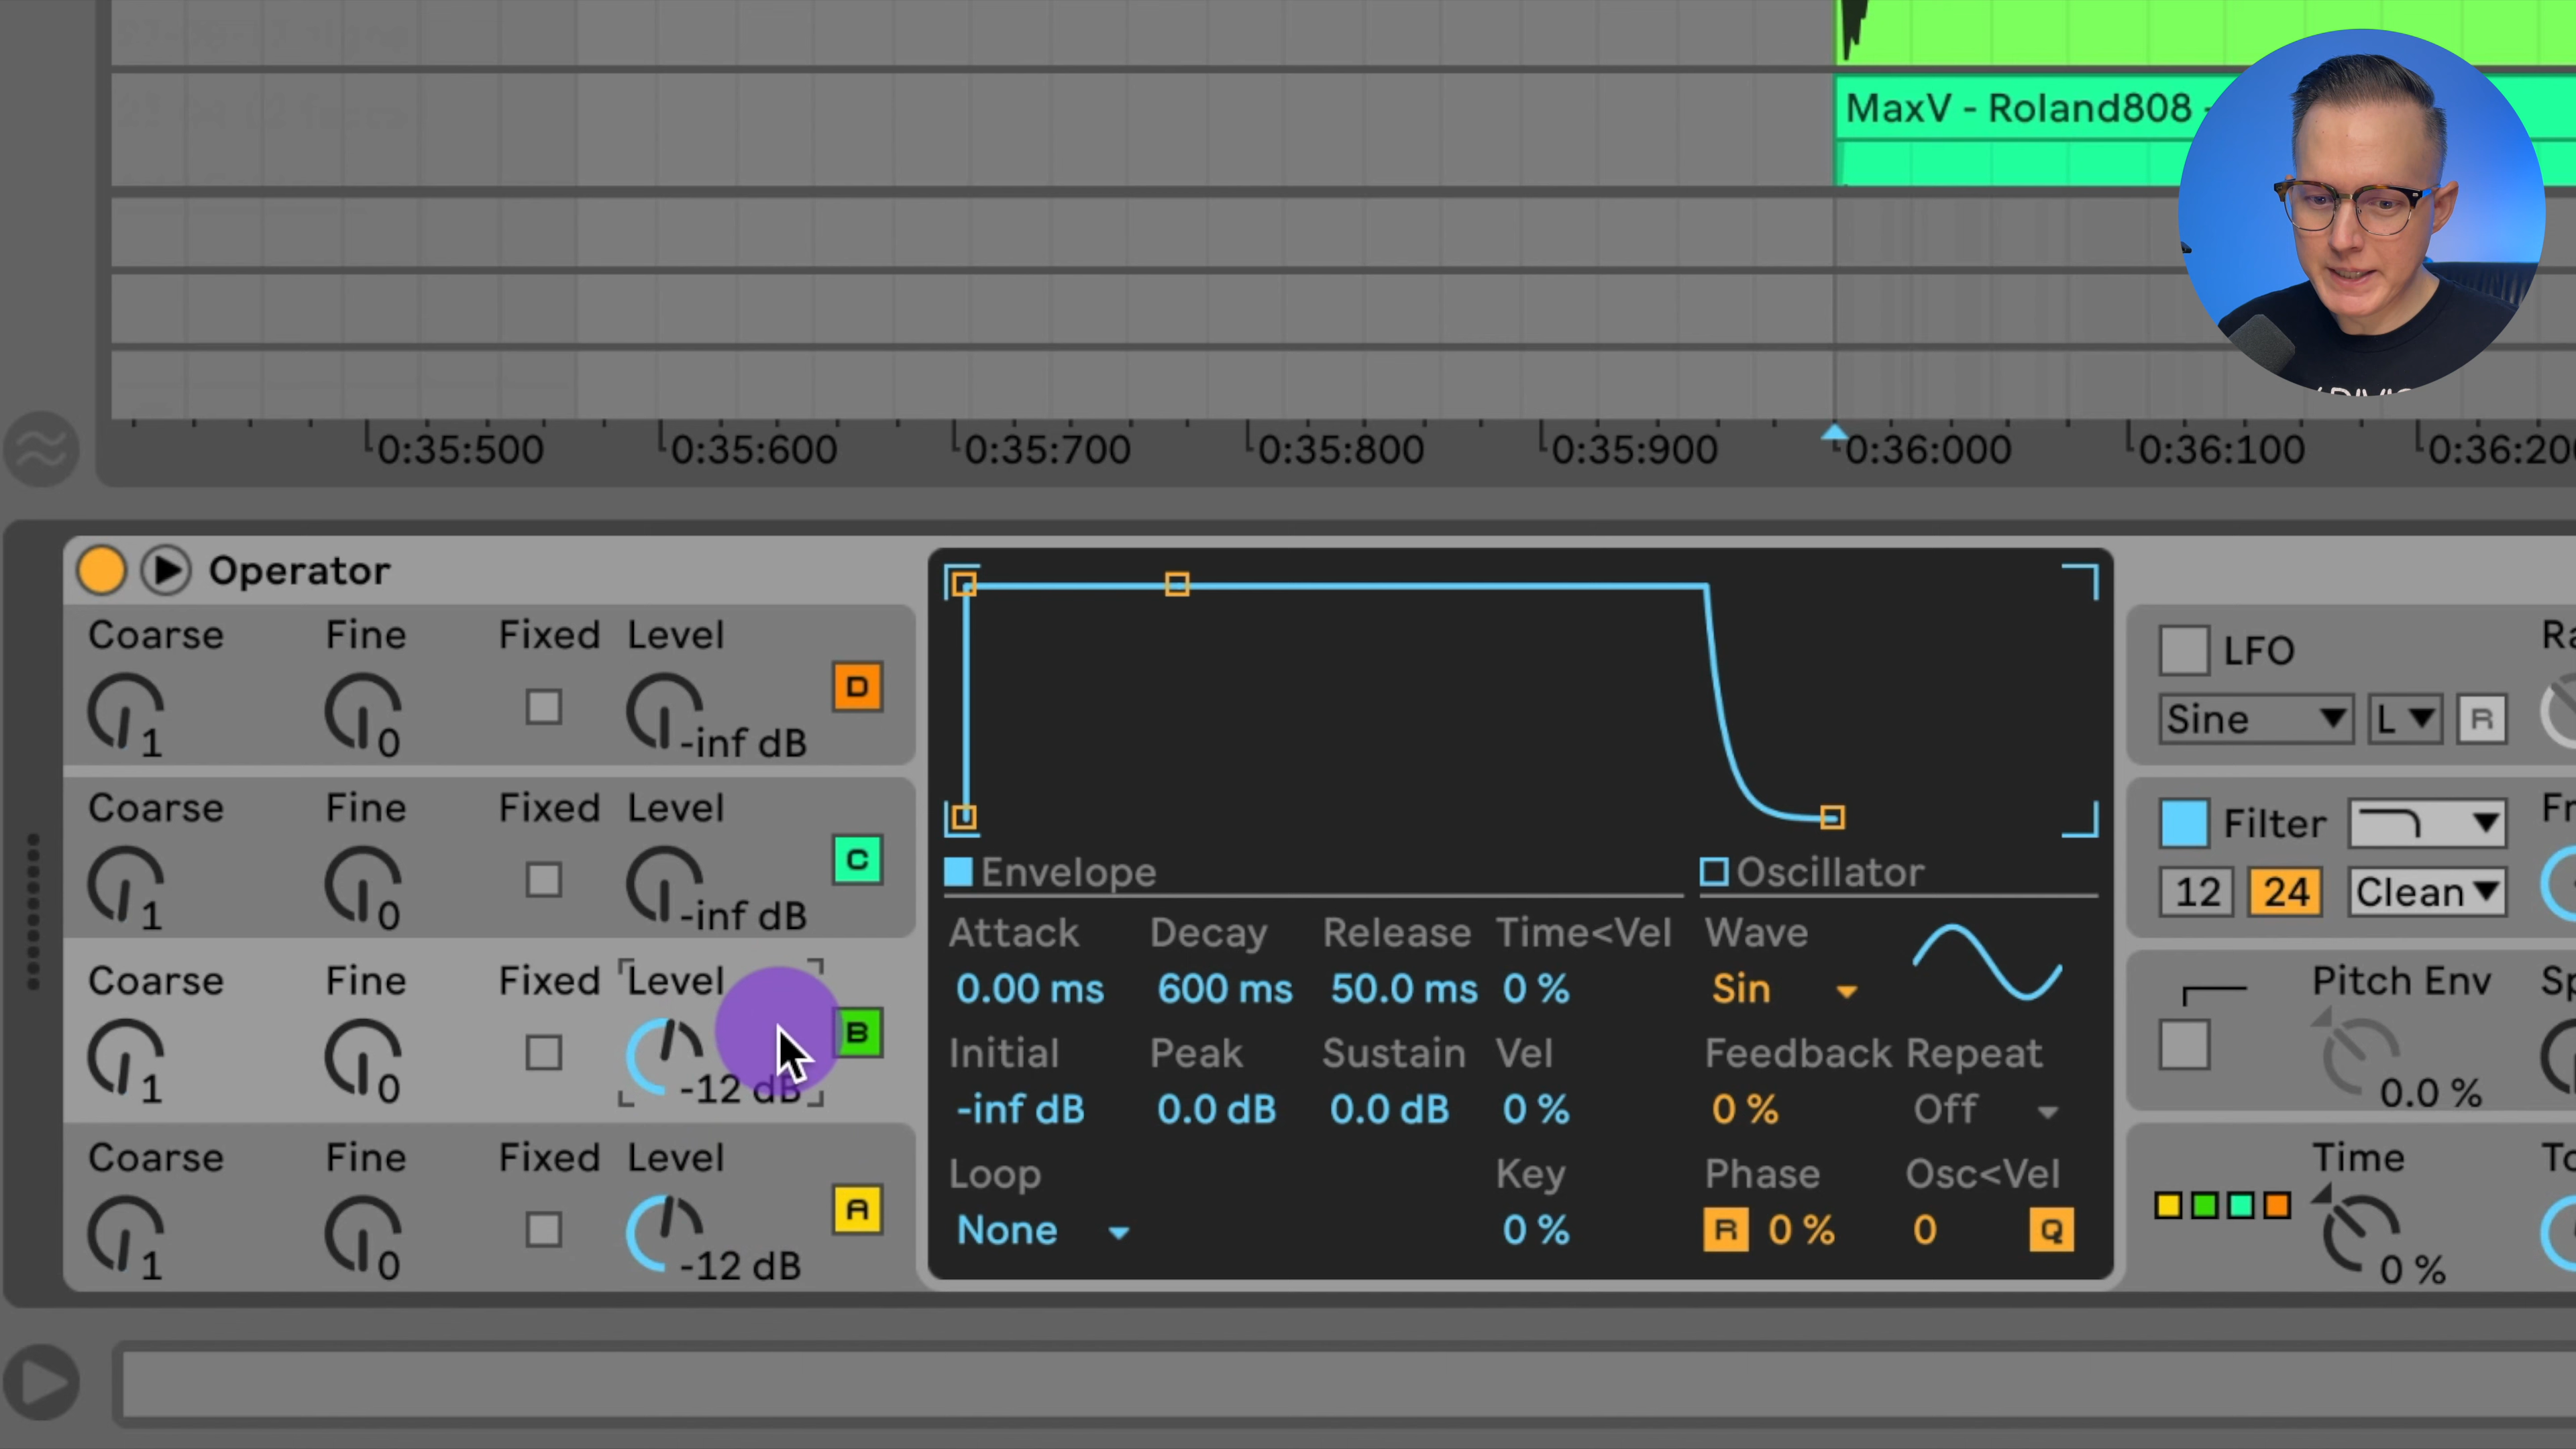 MaxV - Roland808 -
0:35:500 0:35:600 0:35:700 0:35:800 0:35:900 0:36:000 0:36:100 0:36:20
Operator
Coarse Fine Fixed Level
1 0 -inf dB D
Coarse Fine Fixed Level
1 0 -inf dB C
Coarse Fine Fixed Level
1 0 -12 dB B
Coarse Fine Fixed Level
1 0 -12 dB A
Envelope Oscillator
Attack Decay Release Time<Vel Wave
0.00 ms 600 ms 50.0 ms 0 % Sin
Initial Peak Sustain Vel Feedback Repeat
-inf dB 0.0 dB 0.0 dB 0 % 0 % Off
Loop Key Phase Osc<Vel
None 0 % R 0 % 0 Q
LFO Ra
Sine L R
Filter Fr
12 24 Clean
Pitch Env Sp
0.0 %
Time To
0 %